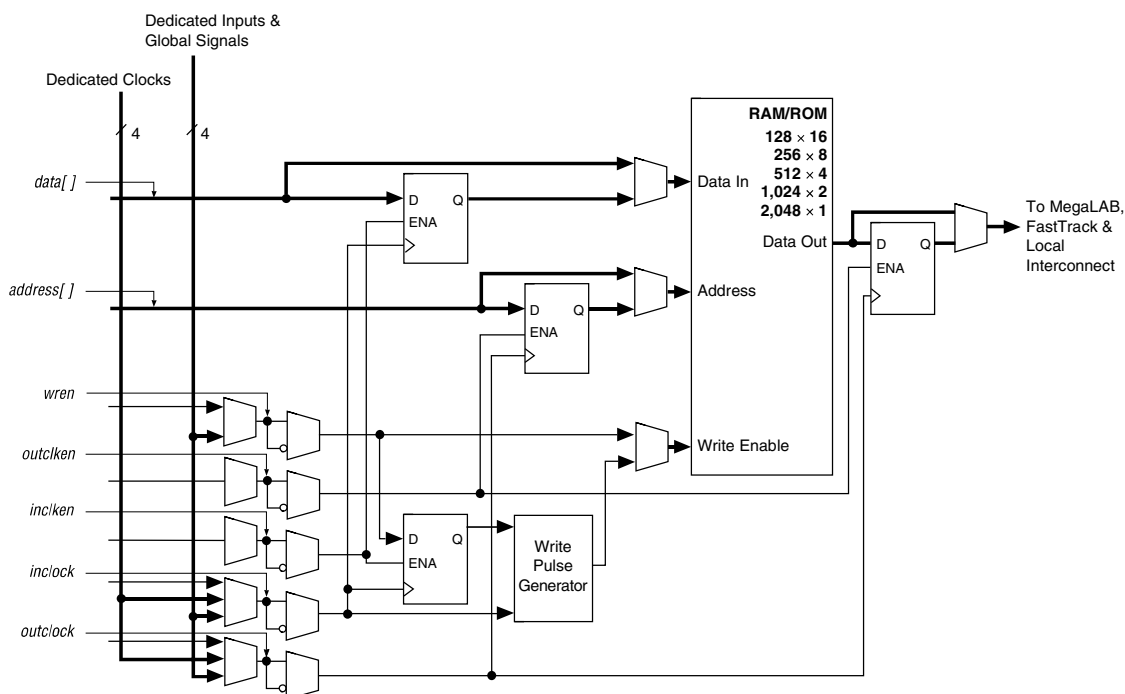 Dedicated Inputs &
Global Signals
Dedicated Clocks
4
4
RAM/ROM
128 × 16
256 × 8
512 × 4
1,024 × 2
2,048 × 1
data[ ]
D
Q
ENA
Data In
Data Out
D
Q
ENA
To MegaLAB,
FastTrack &
Local
Interconnect
address[ ]
D
Q
ENA
Address
wren
Write Enable
outclken
inclken
D
Q
ENA
Write
Pulse
Generator
inclock
outclock